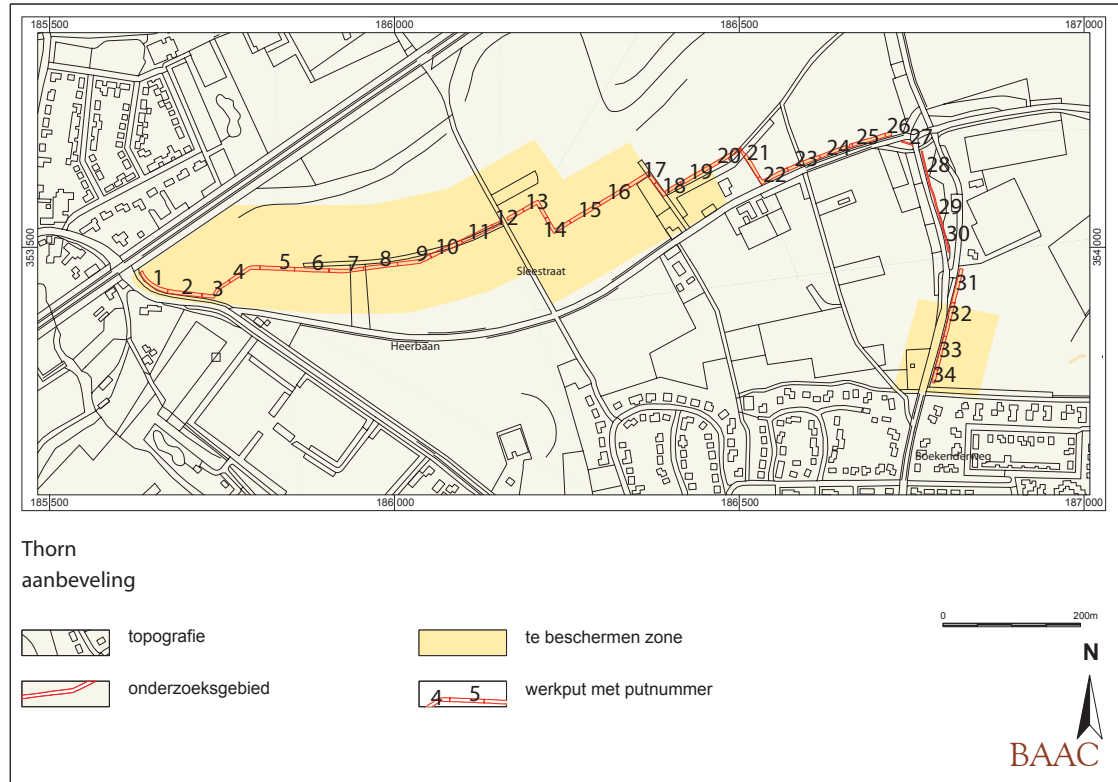 185 500 186 000 186 500 187 000
353 500
354 000
1 2 3 4 5 6 7 8 9 10 11 12 13 14 15 16 17 18 19 20 21 22 23 24 25 26 27 28 29 30 31 32 33 34
Sleestraat
Heerbaan
Boekenderweg
185 500 186 000 186 500 187 000
Thorn
aanbeveling
topografie
te beschermen zone
onderzoeksgebied
4 5
werkput met putnummer
0 200m
N
BAAC